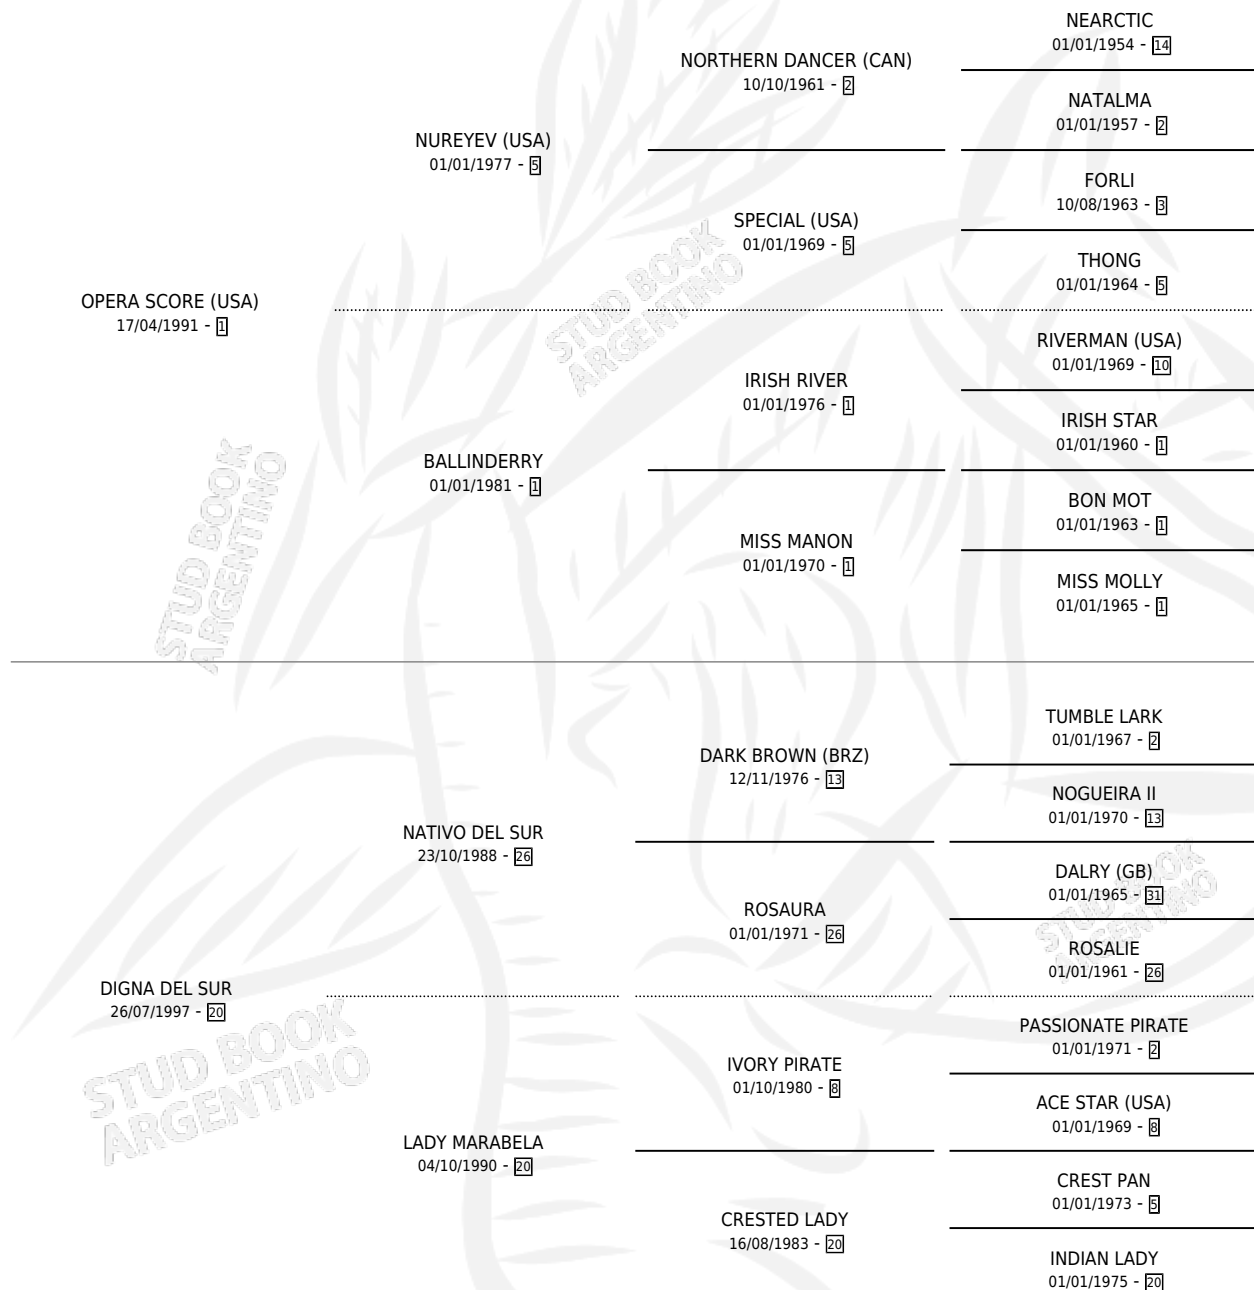 OPERA SCORE (USA)
17/04/1991 - 1
NUREYEV (USA)
01/01/1977 - 5
BALLINDERRY
01/01/1981 - 1
NORTHERN DANCER (CAN)
10/10/1961 - 2
SPECIAL (USA)
01/01/1969 - 5
IRISH RIVER
01/01/1976 - 1
MISS MANON
01/01/1970 - 1
NEARCTIC
01/01/1954 - 14
NATALMA
01/01/1957 - 2
FORLI
10/08/1963 - 3
THONG
01/01/1964 - 5
RIVERMAN (USA)
01/01/1969 - 10
IRISH STAR
01/01/1960 - 1
BON MOT
01/01/1963 - 1
MISS MOLLY
01/01/1965 - 1
STUD BOOK
ARGENTINO
STUD BOOK
ARGENTINO
DIGNA DEL SUR
26/07/1997 - 20
NATIVO DEL SUR
23/10/1988 - 26
LADY MARABELA
04/10/1990 - 20
DARK BROWN (BRZ)
12/11/1976 - 13
ROSAURA
01/01/1971 - 26
IVORY PIRATE
01/10/1980 - 8
CRESTED LADY
16/08/1983 - 20
TUMBLE LARK
01/01/1967 - 2
NOGUEIRA II
01/01/1970 - 13
DALRY (GB)
01/01/1965 - 31
ROSALIE
01/01/1961 - 26
PASSIONATE PIRATE
01/01/1971 - 2
ACE STAR (USA)
01/01/1969 - 8
CREST PAN
01/01/1973 - 5
INDIAN LADY
01/01/1975 - 20
STUD BOOK
ARGENTINO
STUD BOOK
ARGENTINO